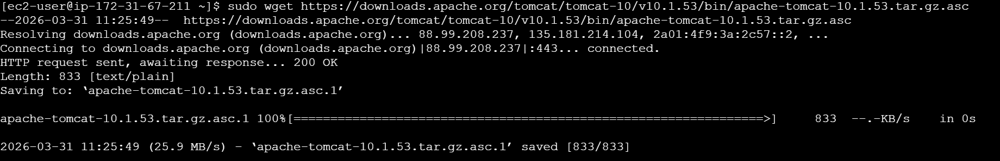 [ec2-user@ip-172-31-67-211 ~]$ sudo wget https://downloads.apache.org/tomcat/tomcat-10/v10.1.53/bin/apache-tomcat-10.1.53.tar.gz.asc
--2026-03-31 11:25:49--  https://downloads.apache.org/tomcat/tomcat-10/v10.1.53/bin/apache-tomcat-10.1.53.tar.gz.asc
Resolving downloads.apache.org (downloads.apache.org)... 88.99.208.237, 135.181.214.104, 2a01:4f9:3a:2c57::2, ...
Connecting to downloads.apache.org (downloads.apache.org)|88.99.208.237|:443... connected.
HTTP request sent, awaiting response... 200 OK
Length: 833 [text/plain]
Saving to: ‘apache-tomcat-10.1.53.tar.gz.asc.1’
apache-tomcat-10.1.53.tar.gz.asc.1 100%[================================================================>]     833  --.-KB/s    in 0s
2026-03-31 11:25:49 (25.9 MB/s) - ‘apache-tomcat-10.1.53.tar.gz.asc.1’ saved [833/833]